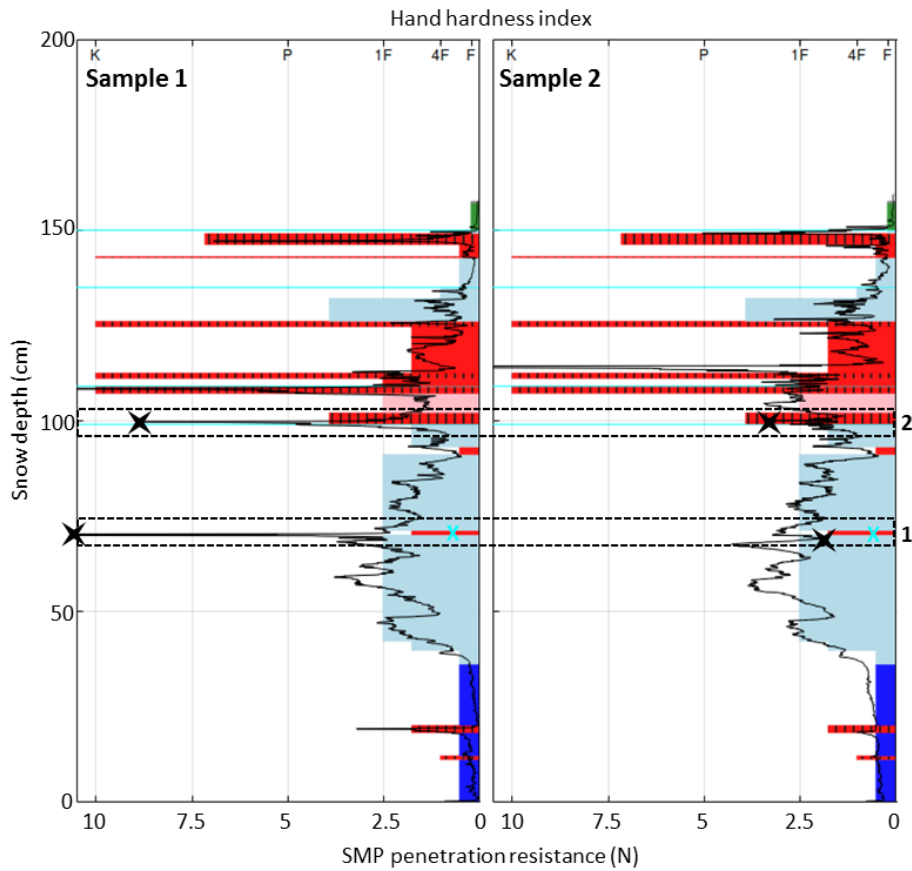 Hand hardness index
200
K P 1F 4F F K P 1F 4F F
Sample 1 Sample 2
150
100
2
1
50
0
Snow depth (cm)
10 7.5 5 2.5 0 10 7.5 5 2.5 0
SMP penetration resistance (N)